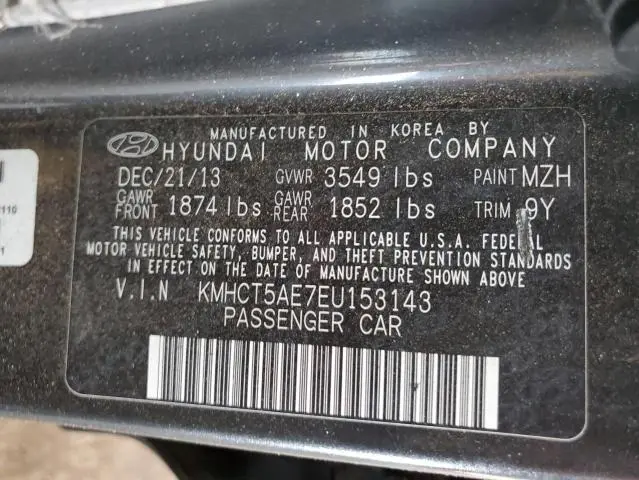 MANUFACTURED IN KOREA BY
HYUNDAI MOTOR COMPANY
DEC/21/13 GVWR 3549 lbs PAINT MZH
GAWR FRONT 1874 lbs GAWR REAR 1852 lbs TRIM 9Y
THIS VEHICLE CONFORMS TO ALL APPLICABLE U.S.A. FEDERAL
MOTOR VEHICLE SAFETY, BUMPER, AND THEFT PREVENTION STANDARDS
IN EFFECT ON THE DATE OF MANUFACTURE SHOWN ABOVE
V.I.N KMHCT5AE7EU153143
PASSENGER CAR